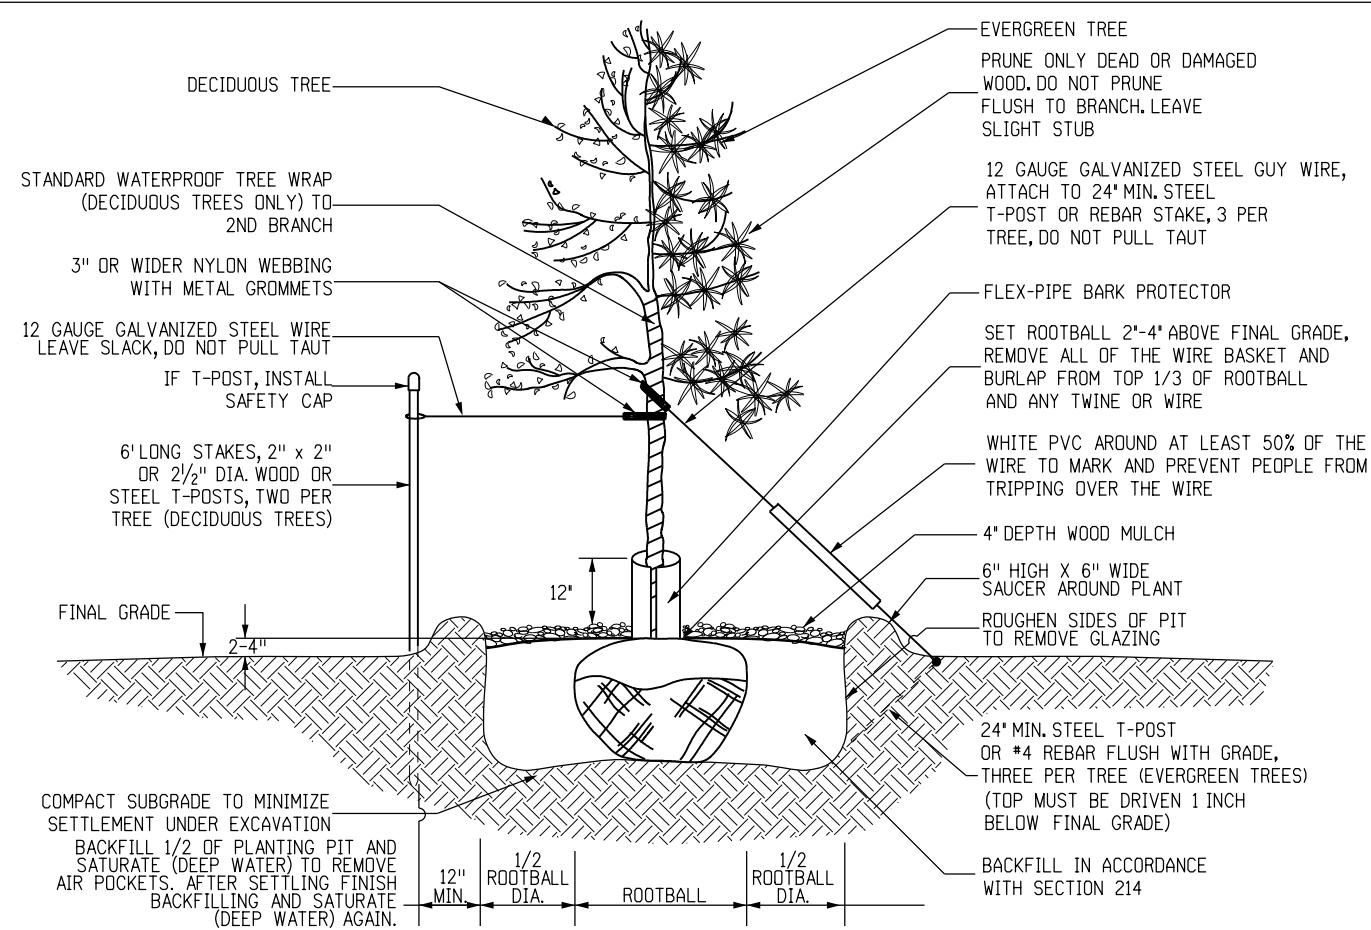 DECIDUOUS TREE
STANDARD WATERPROOF TREE WRAP
(DECIDUOUS TREES ONLY) TO
2ND BRANCH
3" OR WIDER NYLON WEBBING
WITH METAL GROMMETS
12 GAUGE GALVANIZED STEEL WIRE
LEAVE SLACK, DO NOT PULL TAUT
IF T-POST, INSTALL
SAFETY CAP
6' LONG STAKES, 2" x 2"
OR 2½" DIA. WOOD OR
STEEL T-POSTS, TWO PER
TREE (DECIDUOUS TREES)
FINAL GRADE
2-4"
12"
COMPACT SUBGRADE TO MINIMIZE
SETTLEMENT UNDER EXCAVATION
BACKFILL 1/2 OF PLANTING PIT AND
SATURATE (DEEP WATER) TO REMOVE
AIR POCKETS. AFTER SETTLING FINISH
BACKFILLING AND SATURATE
(DEEP WATER) AGAIN.
12"
MIN.
1/2
ROOTBALL
DIA.
ROOTBALL
1/2
ROOTBALL
DIA.
EVERGREEN TREE
PRUNE ONLY DEAD OR DAMAGED
WOOD. DO NOT PRUNE
FLUSH TO BRANCH. LEAVE
SLIGHT STUB
12 GAUGE GALVANIZED STEEL GUY WIRE,
ATTACH TO 24" MIN. STEEL
T-POST OR REBAR STAKE, 3 PER
TREE, DO NOT PULL TAUT
FLEX-PIPE BARK PROTECTOR
SET ROOTBALL 2"-4" ABOVE FINAL GRADE,
REMOVE ALL OF THE WIRE BASKET AND
BURLAP FROM TOP 1/3 OF ROOTBALL
AND ANY TWINE OR WIRE
WHITE PVC AROUND AT LEAST 50% OF THE
WIRE TO MARK AND PREVENT PEOPLE FROM
TRIPPING OVER THE WIRE
4" DEPTH WOOD MULCH
6" HIGH X 6" WIDE
SAUCER AROUND PLANT
ROUGHEN SIDES OF PIT
TO REMOVE GLAZING
24" MIN. STEEL T-POST
OR #4 REBAR FLUSH WITH GRADE,
THREE PER TREE (EVERGREEN TREES)
(TOP MUST BE DRIVEN 1 INCH
BELOW FINAL GRADE)
BACKFILL IN ACCORDANCE
WITH SECTION 214